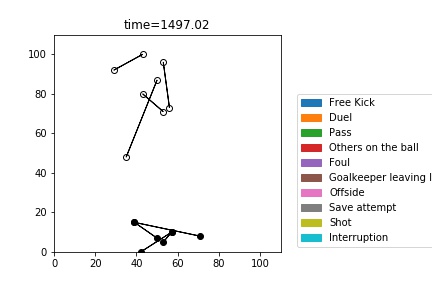 time=1497.02
100
80
60
40
20
0
0 20 40 60 80 100
Free Kick
Duel
Pass
Others on the ball
Foul
Goalkeeper leaving l
Offside
Save attempt
Shot
Interruption